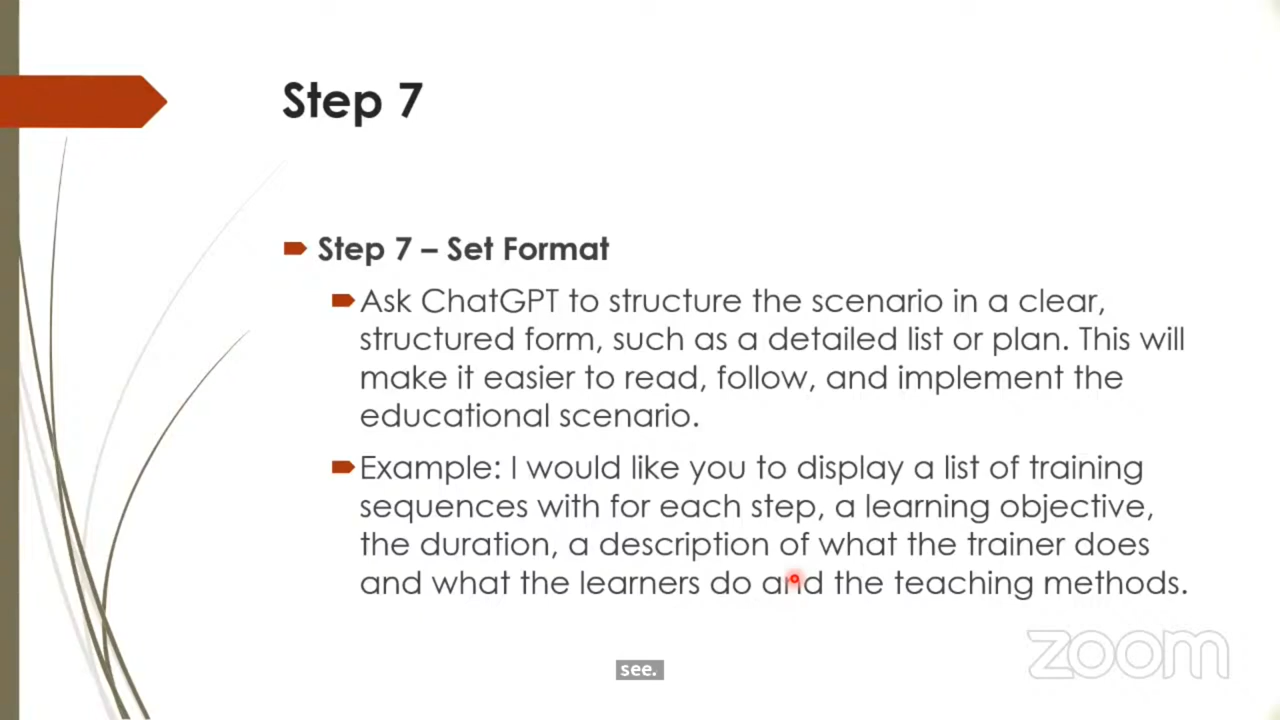 Step 7
Step 7 – Set Format
Ask ChatGPT to structure the scenario in a clear,
structured form, such as a detailed list or plan. This will
make it easier to read, follow, and implement the
educational scenario.
Example: I would like you to display a list of training
sequences with for each step, a learning objective,
the duration, a description of what the trainer does
and what the learners do and the teaching methods.
zoom
see.